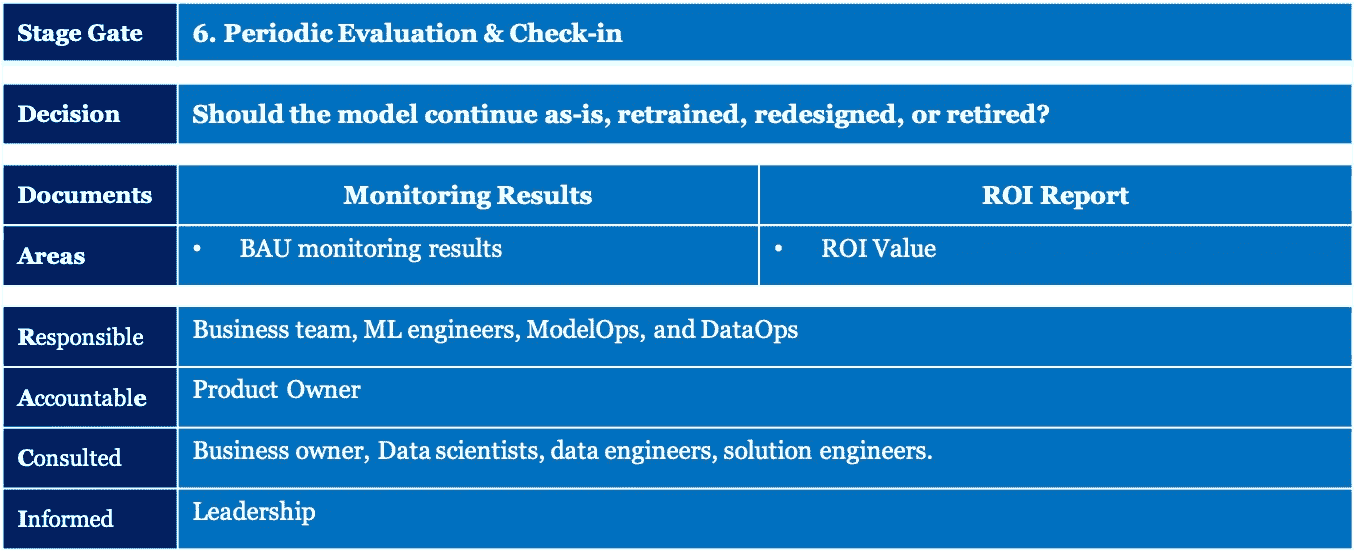 Stage Gate
6. Periodic Evaluation & Check-in
Decision
Should the model continue as-is, retrained, redesigned, or retired?
Documents
Monitoring Results
ROI Report
Areas
• BAU monitoring results
• ROI Value
Responsible
Business team, ML engineers, ModelOps, and DataOps
Accountable
Product Owner
Consulted
Business owner, Data scientists, data engineers, solution engineers.
Informed
Leadership